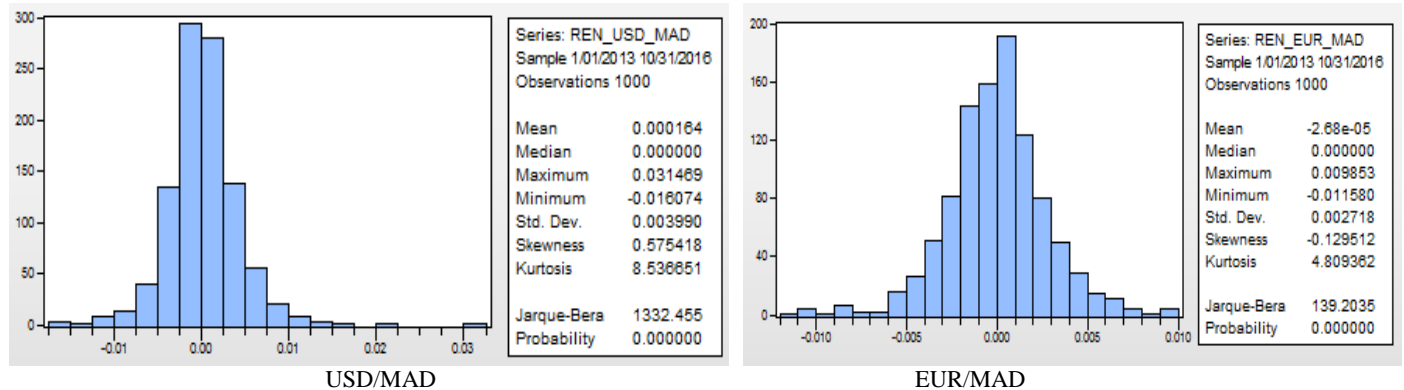 300
250
200
150
100
50
0
-0.01 0.00 0.01 0.02 0.03
Series: REN_USD_MAD
Sample 1/01/2013 10/31/2016
Observations 1000
Mean 0.000164
Median 0.000000
Maximum 0.031469
Minimum -0.016074
Std. Dev. 0.003990
Skewness 0.575418
Kurtosis 8.536651
Jarque-Bera 1332.455
Probability 0.000000
USD/MAD
200
160
120
80
40
0
-0.010 -0.005 0.000 0.005 0.010
Series: REN_EUR_MAD
Sample 1/01/2013 10/31/2016
Observations 1000
Mean -2.68e-05
Median 0.000000
Maximum 0.009853
Minimum -0.011580
Std. Dev. 0.002718
Skewness -0.129512
Kurtosis 4.809362
Jarque-Bera 139.2035
Probability 0.000000
EUR/MAD